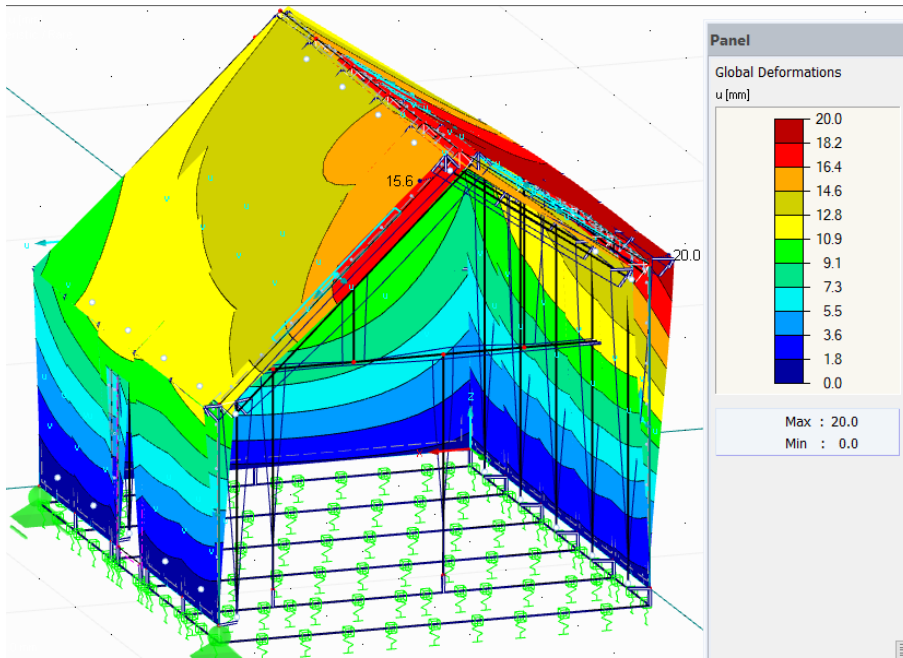 Panel
Global Deformations
u [mm]
20.0
18.2
16.4
14.6
12.8
10.9
9.1
7.3
5.5
3.6
1.8
0.0
Max : 20.0
Min : 0.0
15.6
20.0
Z
X